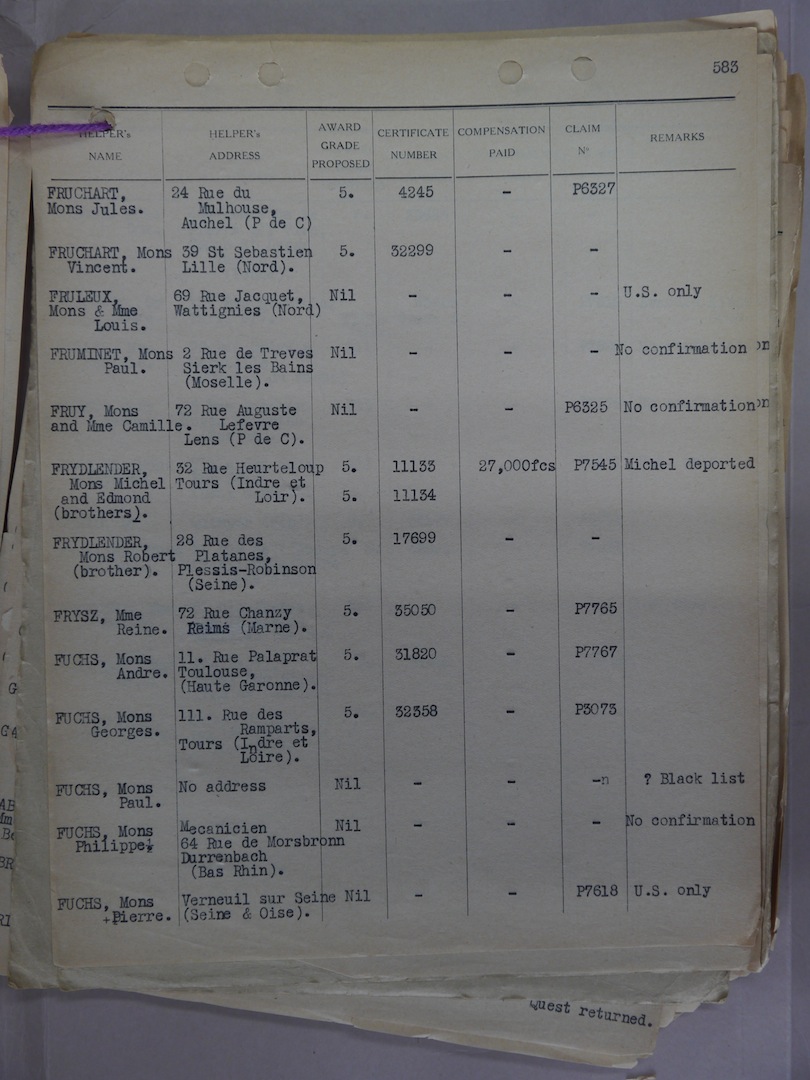 583
HELPER's NAME HELPER's ADDRESS AWARD GRADE PROPOSED CERTIFICATE NUMBER COMPENSATION PAID CLAIM No REMARKS
FRUCHART, 24 Rue du 5. 4245 - P6327
Mons Jules. Mulhouse,
Auchel (P de C)
FRUCHART, Mons 39 St Sebastien 5. 32299 - -
Vincent. Lille (Nord).
FRULEUX, 69 Rue Jacquet, Nil - - - U.S. only
Mons & Mme Wattignies (Nord)
Louis.
FRUMINET, Mons 2 Rue de Treves Nil - - - No confirmation
Paul. Sierk les Bains
(Moselle).
FRUY, Mons 72 Rue Auguste Nil - - P6325 No confirmation
and Mme Camille. Lefevre
Lens (P de C).
FRYDLENDER, 32 Rue Heurteloup 5. 11133 27,000fcs P7545 Michel deported
Mons Michel Tours (Indre et
and Edmond Loir). 5. 11134
(brothers).
FRYDLENDER, 28 Rue des 5. 17699 - -
Mons Robert Platanes,
(brother). Plessis-Robinson
(Seine).
FRYSZ, Mme 72 Rue Chanzy 5. 35050 - P7765
Reine. Reims (Marne).
FUCHS, Mons 11. Rue Palaprat 5. 31820 - P7767
Andre. Toulouse,
(Haute Garonne).
FUCHS, Mons 111. Rue des 5. 32358 - P3073
Georges. Ramparts,
Tours (Indre et
Loire).
FUCHS, Mons No address Nil - - -n ? Black list
Paul.
FUCHS, Mons Mecanicien Nil - - - No confirmation
Philippe. 64 Rue de Morsbronn
Durrenbach
(Bas Rhin).
FUCHS, Mons Verneuil sur Seine Nil - - P7618 U.S. only
+Pierre. (Seine & Oise).
quest returned.